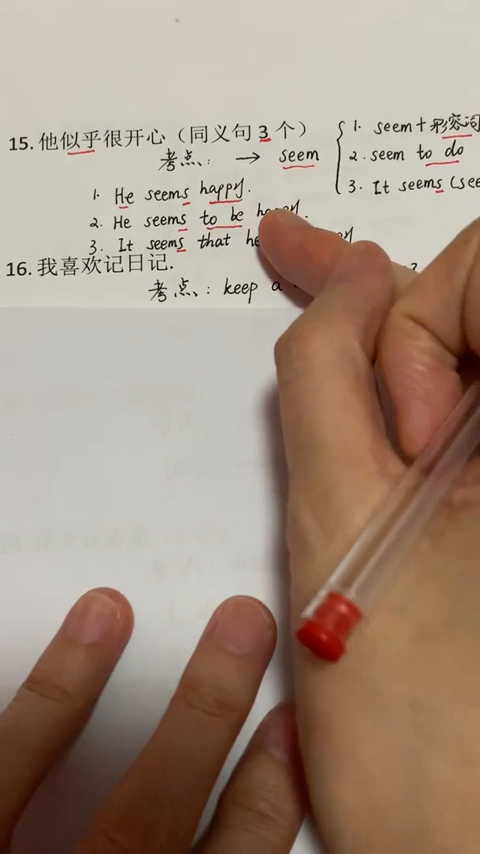 15. 他似乎很开心（同义句 3 个）
考点： → seem
1. seem + 形容词
2. seem to do
3. It seems (see
1. He seems happy.
2. He seems to be
3. It seems that he
16. 我喜欢记日记.
考点：keep a